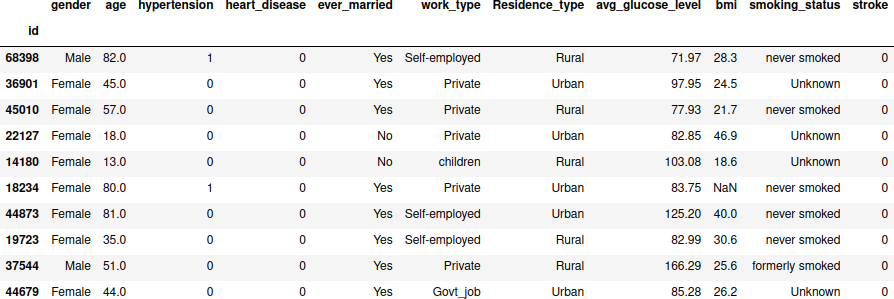 gender age hypertension heart_disease ever_married work_type Residence_type avg_glucose_level bmi smoking_status stroke
id
68398 Male 82.0 1 0 Yes Self-employed Rural 71.97 28.3 never smoked 0
36901 Female 45.0 0 0 Yes Private Urban 97.95 24.5 Unknown 0
45010 Female 57.0 0 0 Yes Private Rural 77.93 21.7 never smoked 0
22127 Female 18.0 0 0 No Private Urban 82.85 46.9 Unknown 0
14180 Female 13.0 0 0 No children Rural 103.08 18.6 Unknown 0
18234 Female 80.0 1 0 Yes Private Urban 83.75 NaN never smoked 0
44873 Female 81.0 0 0 Yes Self-employed Urban 125.20 40.0 never smoked 0
19723 Female 35.0 0 0 Yes Self-employed Rural 82.99 30.6 never smoked 0
37544 Male 51.0 0 0 Yes Private Rural 166.29 25.6 formerly smoked 0
44679 Female 44.0 0 0 Yes Govt_job Urban 85.28 26.2 Unknown 0